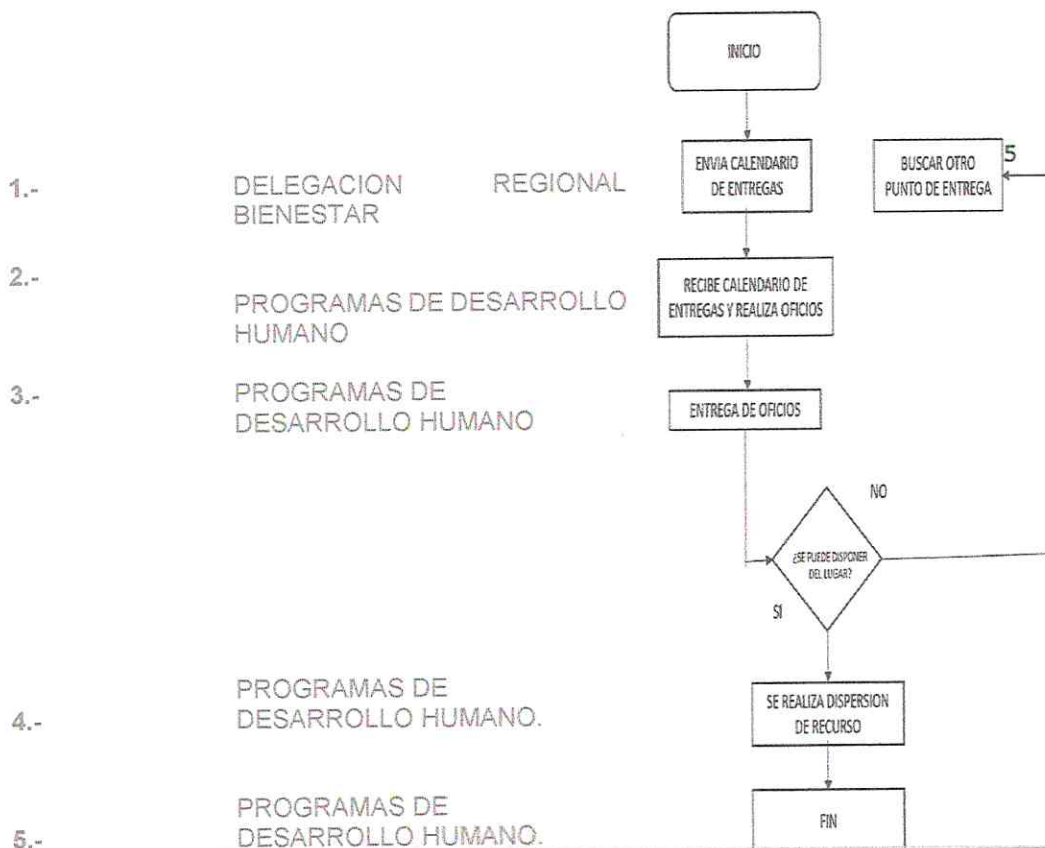 INICIO
1.-
DELEGACION REGIONAL
BIENESTAR
ENVIA CALENDARIO
DE ENTREGAS
BUSCAR OTRO
PUNTO DE ENTREGA
5
2.-
PROGRAMAS DE DESARROLLO
HUMANO
RECIBE CALENDARIO DE
ENTREGAS Y REALIZA OFICIOS
3.-
PROGRAMAS DE
DESARROLLO HUMANO
ENTREGA DE OFICIOS
NO
¿SE PUEDE DISPONER
DEL LUGAR?
SI
4.-
PROGRAMAS DE
DESARROLLO HUMANO.
SE REALIZA DISPERSION
DE RECURSO
5.-
PROGRAMAS DE
DESARROLLO HUMANO.
FIN